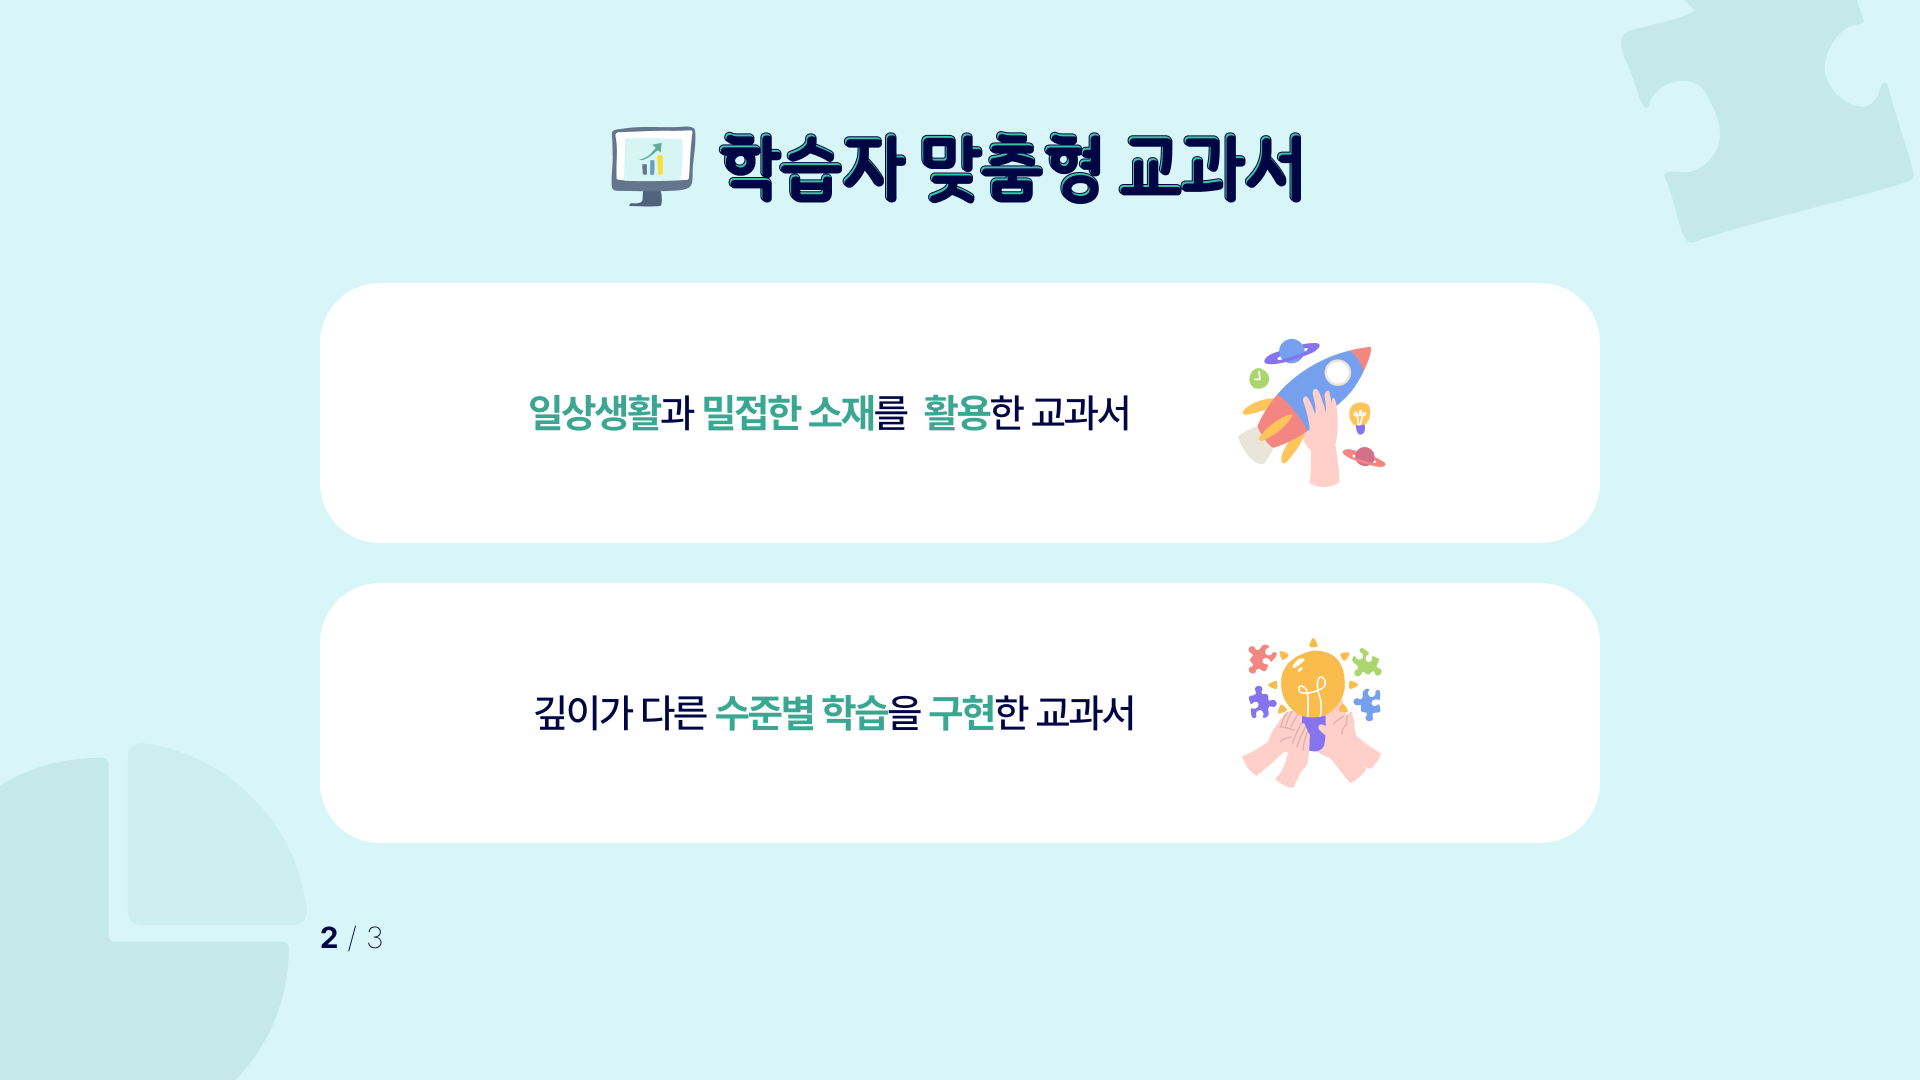 학습자 맞춤형 교과서
일상생활과 밀접한 소재를 활용한 교과서
깊이가 다른 수준별 학습을 구현한 교과서
2 / 3